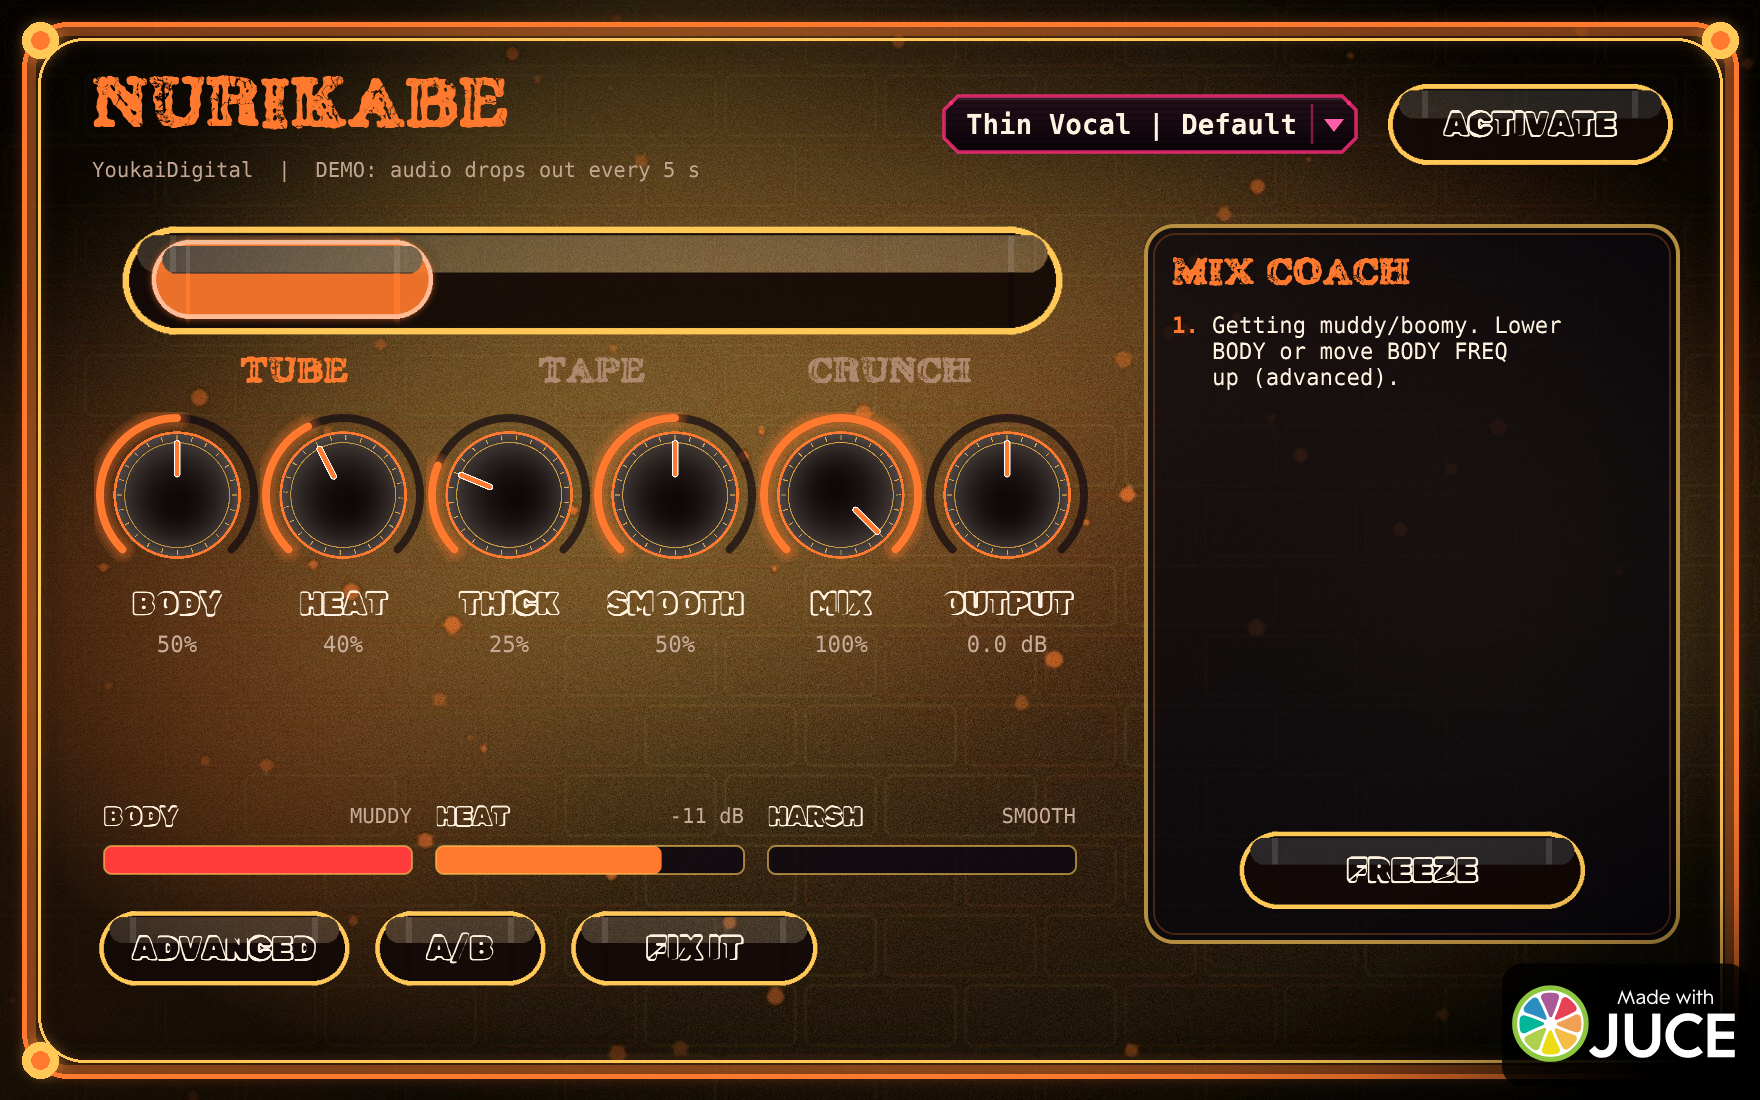 NURIKABE
YoukaiDigital | DEMO: audio drops out every 5 s
Thin Vocal | Default
ACTIVATE
TUBE
TAPE
CRUNCH
BODY
HEAT
THICK
SMOOTH
MIX
OUTPUT
50%
40%
25%
50%
100%
0.0 dB
BODY
MUDDY
HEAT
-11 dB
HARSH
SMOOTH
ADVANCED
A/B
FIX IT
MIX COACH
1. Getting muddy/boomy. Lower
BODY or move BODY FREQ
up (advanced).
FREEZE
Made with
JUCE